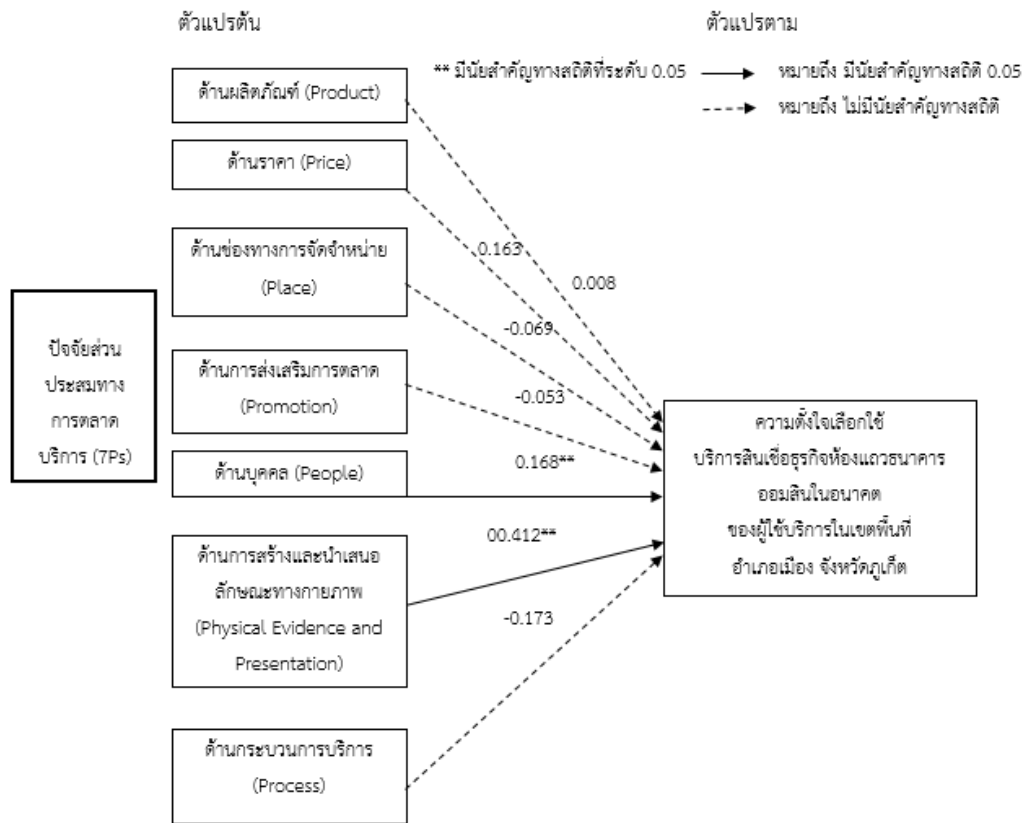 ตัวแปรต้น
ตัวแปรตาม
** มีนัยสำคัญทางสถิติที่ระดับ 0.05
หมายถึง มีนัยสำคัญทางสถิติ 0.05
หมายถึง ไม่มีนัยสำคัญทางสถิติ
ปัจจัยส่วน
ประสมทาง
การตลาด
บริการ (7Ps)
ด้านผลิตภัณฑ์ (Product)
ด้านราคา (Price)
ด้านช่องทางการจัดจำหน่าย
(Place)
ด้านการส่งเสริมการตลาด
(Promotion)
ด้านบุคคล (People)
ด้านการสร้างและนำเสนอ
ลักษณะทางกายภาพ
(Physical Evidence and
Presentation)
ด้านกระบวนการบริการ
(Process)
0.163
0.008
-0.069
-0.053
0.168**
00.412**
-0.173
ความตั้งใจเลือกใช้
บริการสินเชื่อธุรกิจห้องแถวธนาคาร
ออมสินในอนาคต
ของผู้ใช้บริการในเขตพื้นที่
อำเภอเมือง จังหวัดภูเก็ต